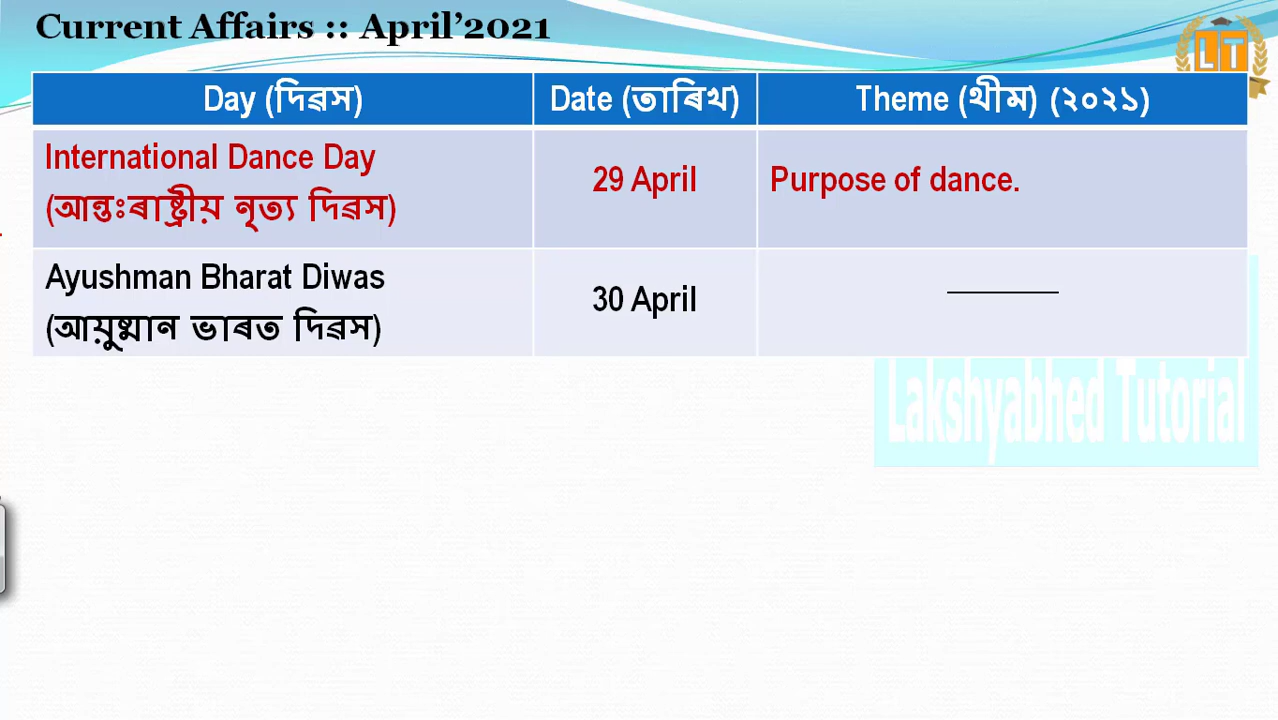 Current Affairs :: April’2021
LT
Day (দিৱস) Date (তাৰিখ) Theme (থীম) (২০২১)
International Dance Day
(আন্তঃৰাষ্ট্ৰীয় নৃত্য দিৱস)
29 April
Purpose of dance.
Ayushman Bharat Diwas
(আয়ুষ্মান ভাৰত দিৱস)
30 April
Lakshyabhed Tutorial